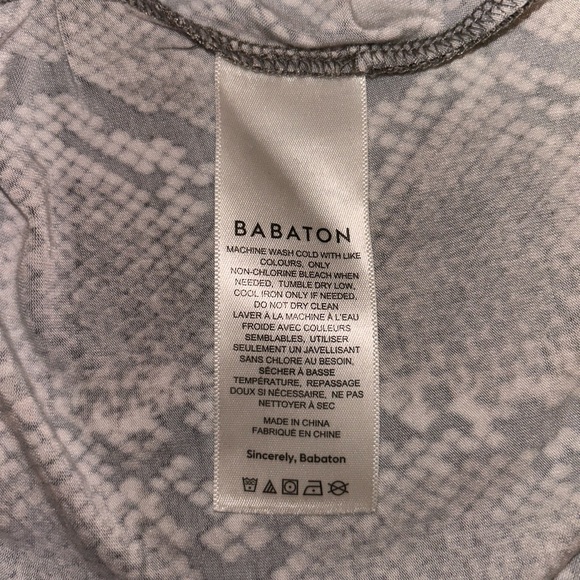 BABATON
MACHINE WASH COLD WITH LIKE
COLOURS, ONLY
NON-CHLORINE BLEACH WHEN
NEEDED, TUMBLE DRY LOW,
COOL IRON ONLY IF NEEDED,
DO NOT DRY CLEAN
LAVER À LA MACHINE À L'EAU
FROIDE AVEC COULEURS
SEMBLABLES, UTILISER
SEULEMENT UN JAVELLISANT
SANS CHLORE AU BESOIN,
SÉCHER À BASSE
TEMPÉRATURE, REPASSAGE
DOUX SI NÉCESSAIRE, NE PAS
NETTOYER À SEC
MADE IN CHINA
FABRIQUÉ EN CHINE
Sincerely, Babaton